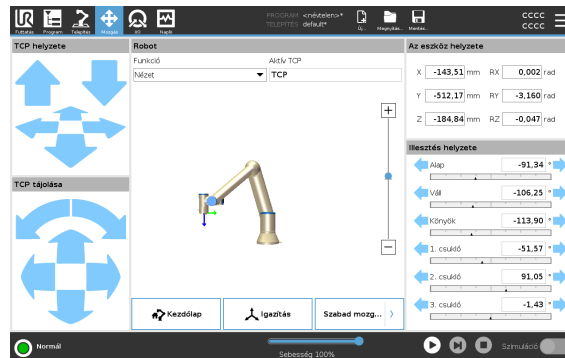 UR
PROGRAM <névtelen>*
TELEPÍTÉS default*
CCCC
CCCC
Futtatás Program Telepítés Mozgás I/O Napló Új... Megnyitás... Mentés...
TCP helyzete
Robot
Az eszköz helyzete
Funkció
Aktív TCP
Nézet
TCP
X -143,51 mm RX 0,002 rad
Y -512,17 mm RY -3,160 rad
Z -184,84 mm RZ -0,047 rad
Illesztés helyzete
Alap -91,34 °
Váll -106,25 °
Könyök -113,90 °
1. csukló -51,57 °
2. csukló 91,05 °
3. csukló -1,43 °
TCP tájolása
Kezdőlap
Igazítás
Szabad mozg...
Normál
Sebesség 100%
Szimuláció